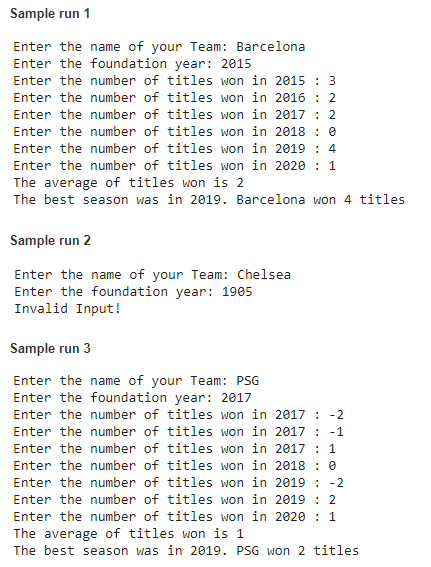 Sample run 1
Enter the name of your Team: Barcelona
Enter the foundation year: 2015
Enter the number of titles won in 2015 : 3
Enter the number of titles won in 2016 : 2
Enter the number of titles won in 2017 : 2
Enter the number of titles won in 2018 : 0
Enter the number of titles won in 2019 : 4
Enter the number of titles won in 2020 : 1
The average of titles won is 2
The best season was in 2019. Barcelona won 4 titles
Sample run 2
Enter the name of your Team: Chelsea
Enter the foundation year: 1905
Invalid Input!
Sample run 3
Enter the name of your Team: PSG
Enter the foundation year: 2017
Enter the number of titles won in 2017 : -2
Enter the number of titles won in 2017 : -1
Enter the number of titles won in 2017 : 1
Enter the number of titles won in 2018 : 0
Enter the number of titles won in 2019 : -2
Enter the number of titles won in 2019 : 2
Enter the number of titles won in 2020 : 1
The average of titles won is 1
The best season was in 2019. PSG won 2 titles